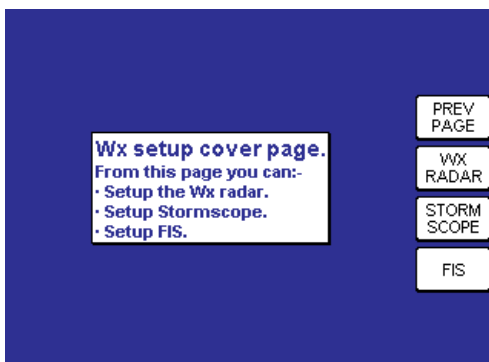 Wx setup cover page.
From this page you can:-
· Setup the Wx radar.
· Setup Stormscope.
· Setup FIS.
PREV
PAGE
WX
RADAR
STORM
SCOPE
FIS